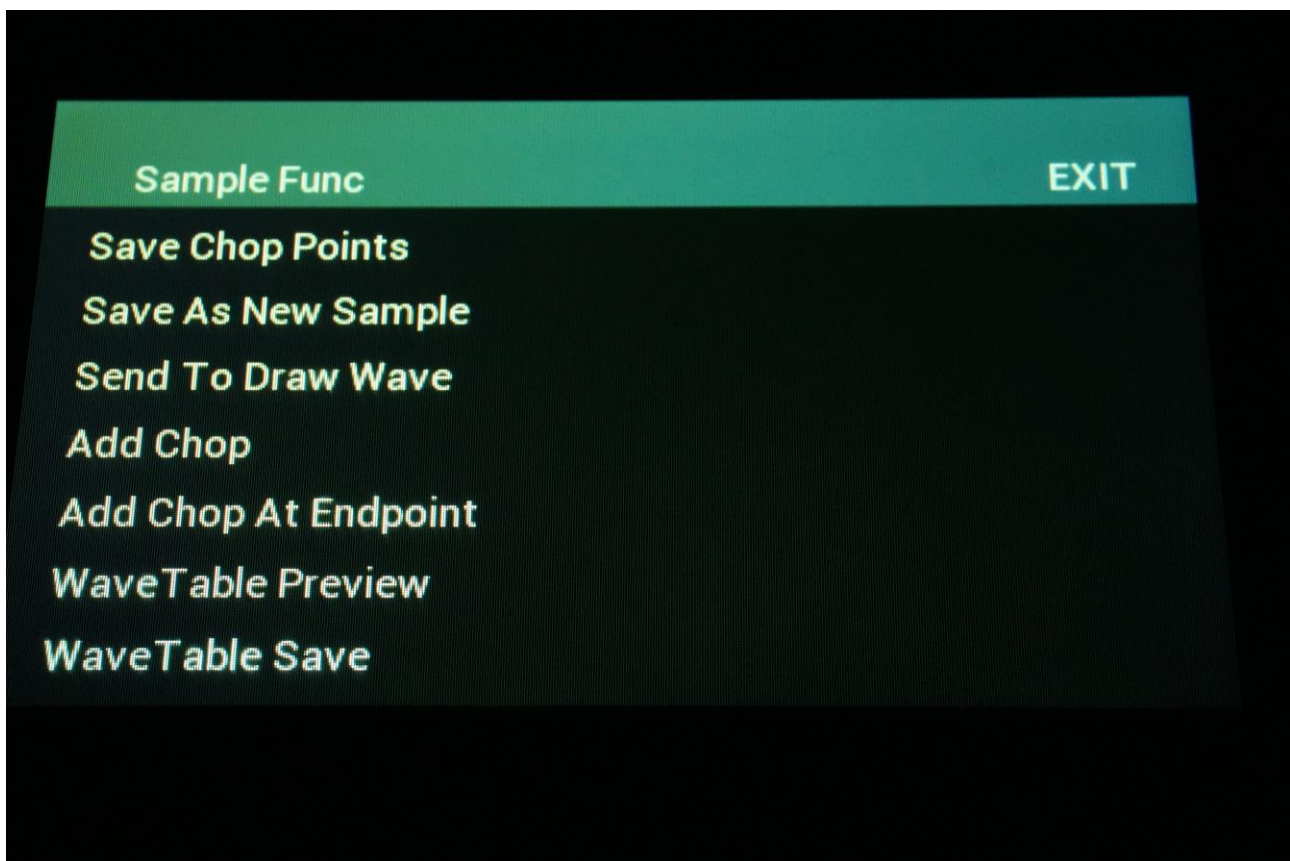 Sample Func EXIT
Save Chop Points
Save As New Sample
Send To Draw Wave
Add Chop
Add Chop At Endpoint
WaveTable Preview
WaveTable Save